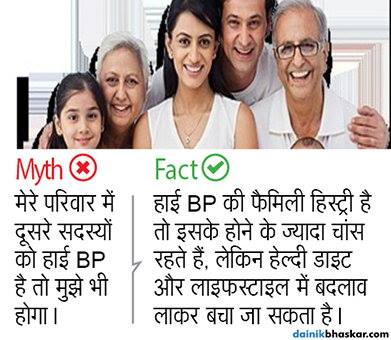 Myth
मेरे परिवार में
दूसरे सदस्यों
को हाई BP
है तो मुझे भी
होगा।
Fact
हाई BP की फैमिली हिस्ट्री है
तो इसके होने के ज्यादा चांस
रहते हैं, लेकिन हेल्दी डाइट
और लाइफस्टाइल में बदलाव
लाकर बचा जा सकता है।
dainikbhaskar.com